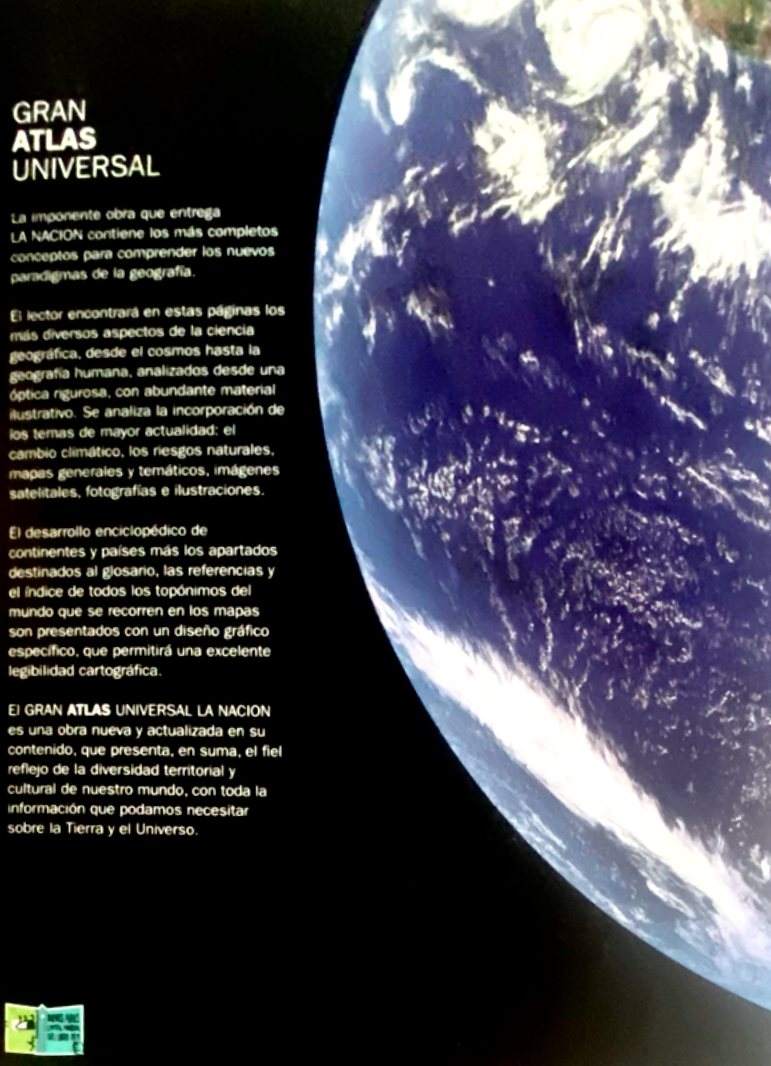 GRAN
ATLAS
UNIVERSAL
La imponente obra que entrega
LA NACION contiene los más completos
conceptos para comprender los nuevos
paradigmas de la geografía.
El lector encontrará en estas páginas los
más diversos aspectos de la ciencia
geográfica, desde el cosmos hasta la
geografía humana, analizados desde una
óptica rigurosa, con abundante material
ilustrativo. Se analiza la incorporación de
los temas de mayor actualidad: el
cambio climático, los riesgos naturales,
mapas generales y temáticos, imágenes
satelitales, fotografías e ilustraciones.
El desarrollo enciclopédico de
continentes y países más los apartados
destinados al glosario, las referencias y
el índice de todos los topónimos del
mundo que se recorren en los mapas
son presentados con un diseño gráfico
específico, que permitirá una excelente
legibilidad cartográfica.
El GRAN ATLAS UNIVERSAL LA NACION
es una obra nueva y actualizada en su
contenido, que presenta, en suma, el fiel
reflejo de la diversidad territorial y
cultural de nuestro mundo, con toda la
información que podamos necesitar
sobre la Tierra y el Universo.